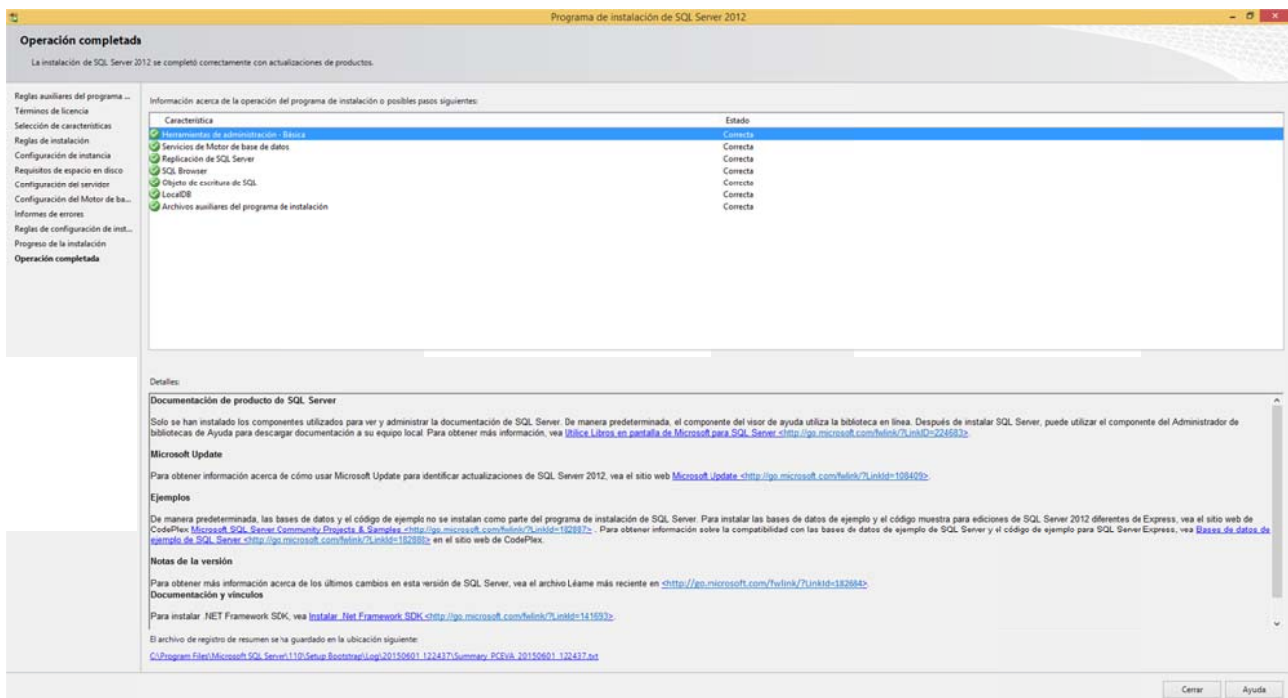 Programa de instalación de SQL Server 2012
Operación completada
La instalación de SQL Server 2012 se completó correctamente con actualizaciones de productos.
Reglas auxiliares del programa ...
Términos de licencia
Selección de características
Reglas de instalación
Configuración de instancia
Requisitos de espacio en disco
Configuración del servidor
Configuración del Motor de ba...
Informes de errores
Reglas de configuración de inst...
Progreso de la instalación
Operación completada
Información acerca de la operación del programa de instalación o posibles pasos siguientes:
Característica Estado
Herramientas de administración - Básica Correcta
Servicios de Motor de base de datos Correcta
Replicación de SQL Server Correcta
SQL Browser Correcta
Objeto de escritura de SQL Correcta
LocalDB Correcta
Archivos auxiliares del programa de instalación Correcta
Detalles:
Documentación de producto de SQL Server
Solo se han instalado los componentes utilizados para ver y administrar la documentación de SQL Server. De manera predeterminada, el componente del visor de ayuda utiliza la biblioteca en línea. Después de instalar SQL Server, puede utilizar el componente del Administrador de
bibliotecas de Ayuda para descargar documentación a su equipo local. Para obtener más información, vea Utilice Libros en pantalla de Microsoft para SQL Server <http://go.microsoft.com/fwlink/?LinkID=224683>.
Microsoft Update
Para obtener información acerca de cómo usar Microsoft Update para identificar actualizaciones de SQL Serverr 2012, vea el sitio web Microsoft Update <http://go.microsoft.com/fwlink/?LinkId=108409>.
Ejemplos
De manera predeterminada, las bases de datos y el código de ejemplo no se instalan como parte del programa de instalación de SQL Server. Para instalar las bases de datos de ejemplo y el código muestra para ediciones de SQL Server 2012 diferentes de Express, vea el sitio web de
CodePlex Microsoft SQL Server Community Projects & Samples <http://go.microsoft.com/fwlink/?LinkId=182887> . Para obtener información sobre la compatibilidad con las bases de datos de ejemplo de SQL Server y el código de ejemplo para SQL Server Express, vea Bases de datos de
ejemplo de SQL Server <http://go.microsoft.com/fwlink/?LinkId=182888> en el sitio web de CodePlex.
Notas de la versión
Para obtener más información acerca de los últimos cambios en esta versión de SQL Server, vea el archivo Léame más reciente en <http://go.microsoft.com/fwlink/?LinkId=182684>.
Documentación y vínculos
Para instalar .NET Framework SDK, vea Instalar .Net Framework SDK <http://go.microsoft.com/fwlink/?LinkId=141693>.
El archivo de registro de resumen se ha guardado en la ubicación siguiente:
C:\Program Files\Microsoft SQL Server\110\Setup Bootstrap\Log\20150601_122437\Summary_PCEVA_20150601_122437.txt
Cerrar Ayuda